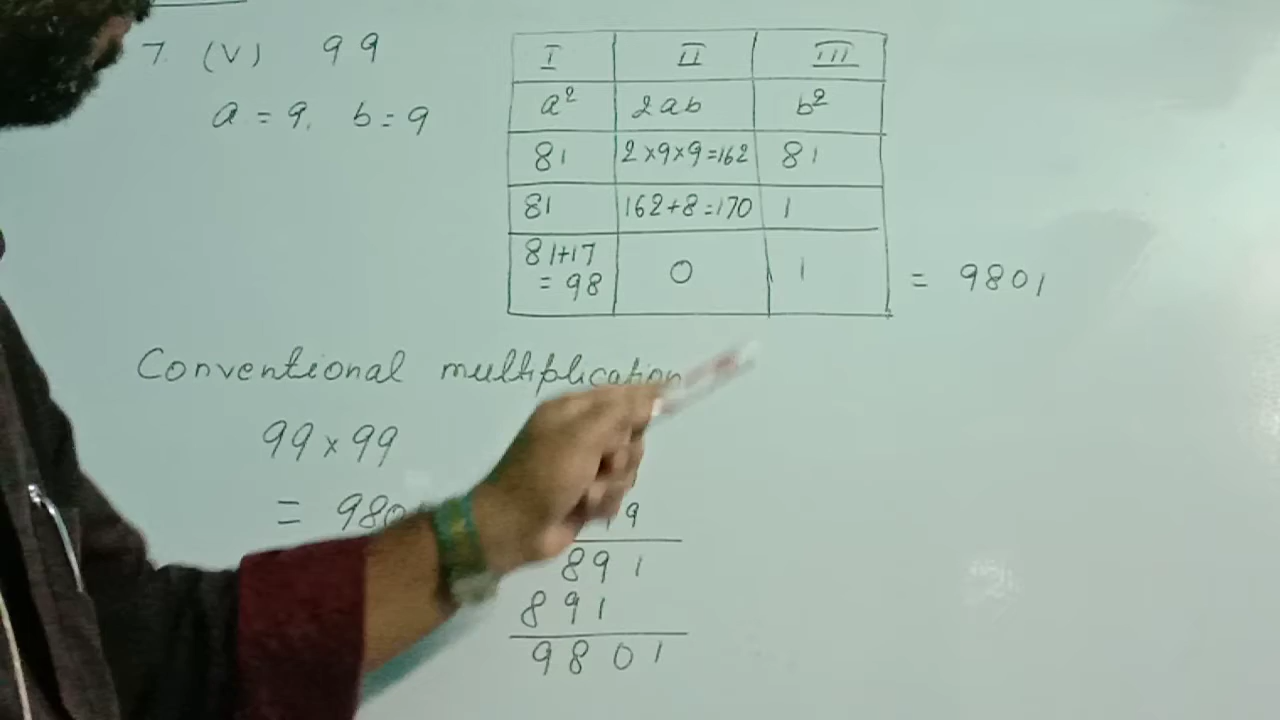 7. (V) 99
a = 9, b = 9
I II III
a² 2ab b²
81 2×9×9=162 81
81 162+8=170 1
81+17 = 98 0 1
= 9801
Conventional multiplication
99 × 99
= 980
9
891
891
9801